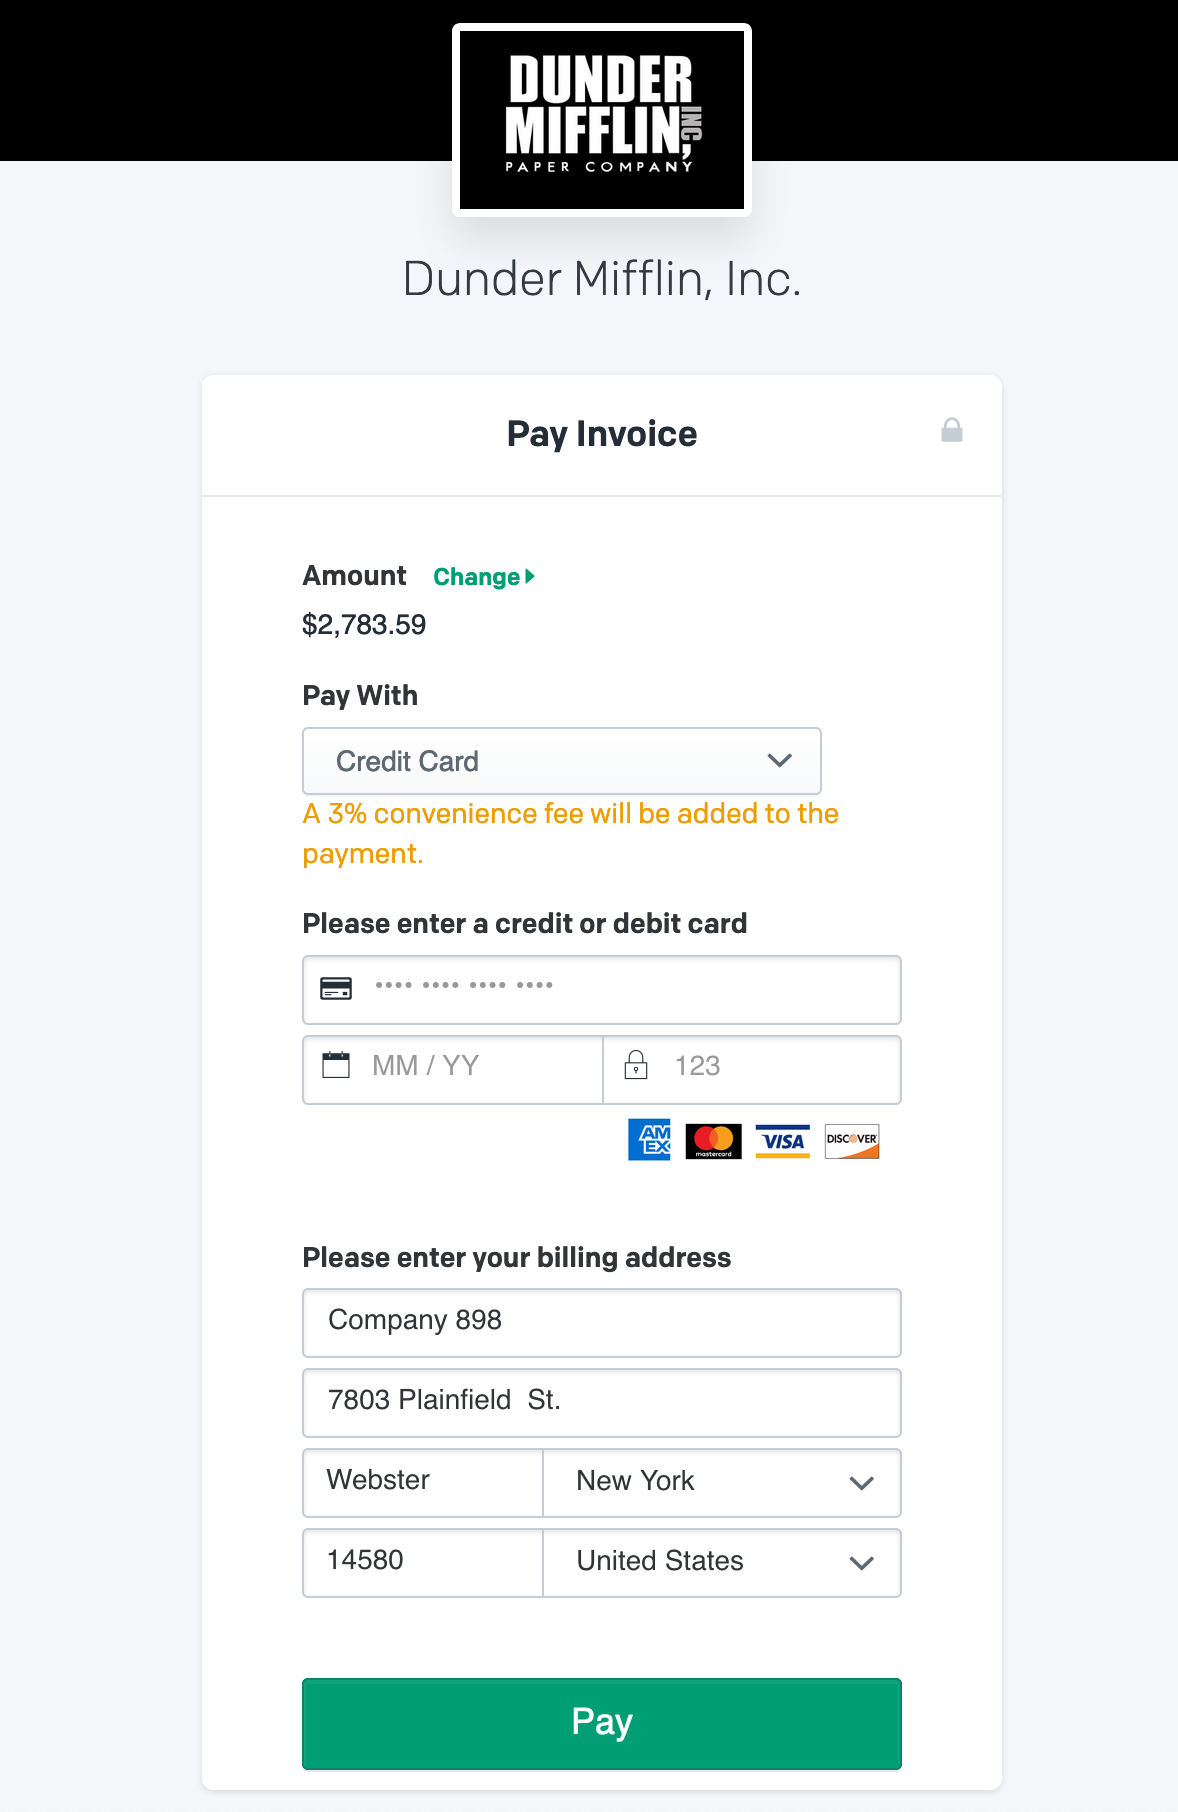 DUNDER
MIFFLIN, INC
PAPER COMPANY
Dunder Mifflin, Inc.
Pay Invoice
Amount Change
$2,783.59
Pay With
Credit Card
A 3% convenience fee will be added to the
payment.
Please enter a credit or debit card
•••• •••• •••• ••••
MM / YY 123
AM
EX mastercard VISA DISCOVER
Please enter your billing address
Company 898
7803 Plainfield  St.
Webster New York
14580 United States
Pay